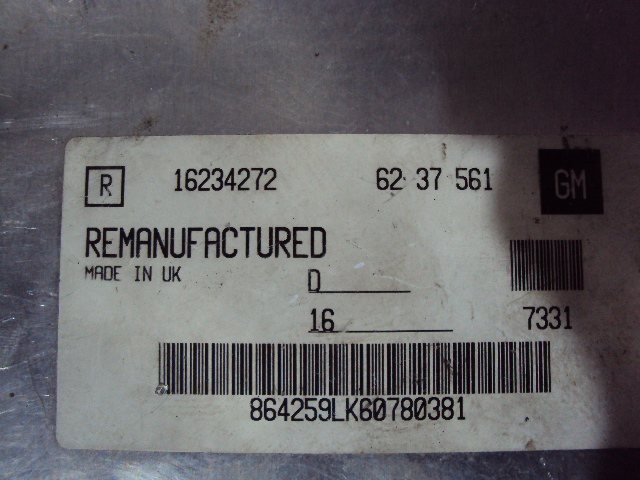 R 16234272 62 37 561 GM
REMANUFACTURED
MADE IN UK
D
16 7331
864259LK60780381